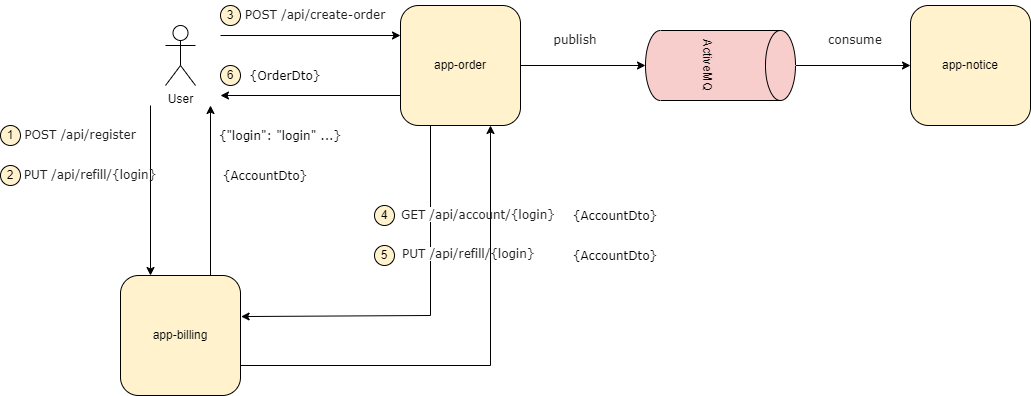 3 POST /api/create-order
publish
ActiveMQ
consume
app-order
app-notice
6 {OrderDto}
User
1 POST /api/register
{"login": "login" ...}
2 PUT /api/refill/{login}
{AccountDto}
4 GET /api/account/{login} {AccountDto}
5 PUT /api/refill/{login} {AccountDto}
app-billing